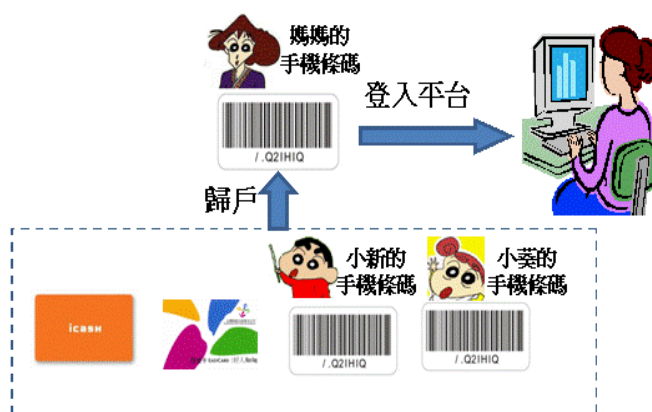 媽媽的
手機條碼
登入平台
/ .Q2IHIQ
歸戶
小新的
手機條碼
小葵的
手機條碼
icash
/ .Q2IHIQ
/.Q2IHIQ